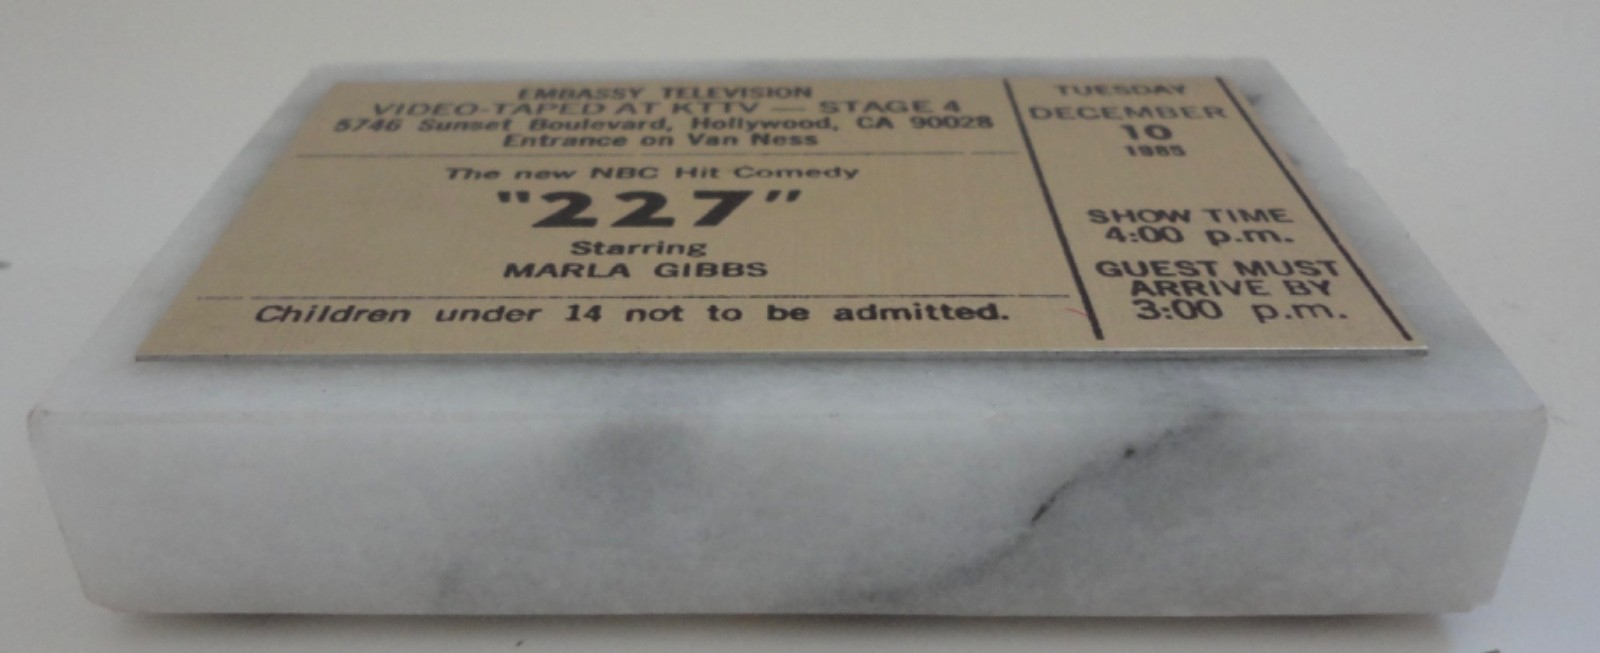 EMBASSY TELEVISION
VIDEO-TAPED AT KTTV — STAGE 4
5746 Sunset Boulevard, Hollywood, CA 90028
Entrance on Van Ness
The new NBC Hit Comedy
"227"
Starring
MARLA GIBBS
Children under 14 not to be admitted.
TUESDAY
DECEMBER
10
1985
SHOW TIME
4:00 p.m.
GUEST MUST
ARRIVE BY
3:00 p.m.